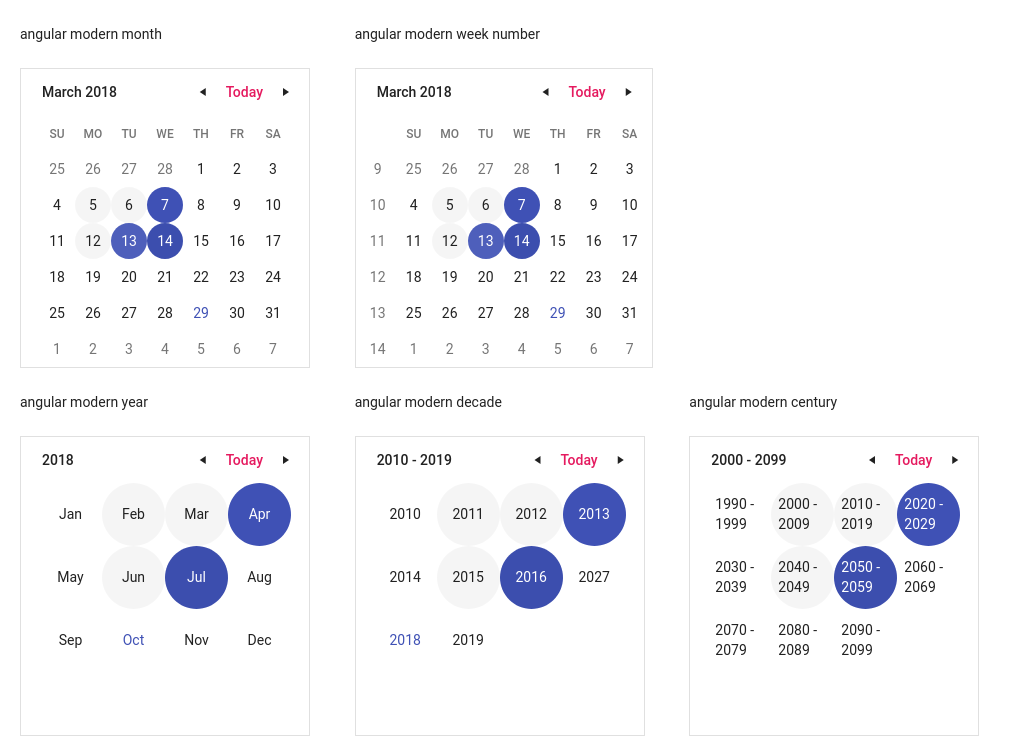 angular modern month
March 2018 Today
SU MO TU WE TH FR SA
25 26 27 28 1 2 3
4 5 6 7 8 9 10
11 12 13 14 15 16 17
18 19 20 21 22 23 24
25 26 27 28 29 30 31
1 2 3 4 5 6 7
angular modern week number
March 2018 Today
SU MO TU WE TH FR SA
9 25 26 27 28 1 2 3
10 4 5 6 7 8 9 10
11 11 12 13 14 15 16 17
12 18 19 20 21 22 23 24
13 25 26 27 28 29 30 31
14 1 2 3 4 5 6 7
angular modern year
2018 Today
Jan Feb Mar Apr
May Jun Jul Aug
Sep Oct Nov Dec
angular modern decade
2010 - 2019 Today
2010 2011 2012 2013
2014 2015 2016 2027
2018 2019
angular modern century
2000 - 2099 Today
1990 - 2000 - 2010 - 2020 -
1999 2009 2019 2029
2030 - 2040 - 2050 - 2060 -
2039 2049 2059 2069
2070 - 2080 - 2090 -
2079 2089 2099